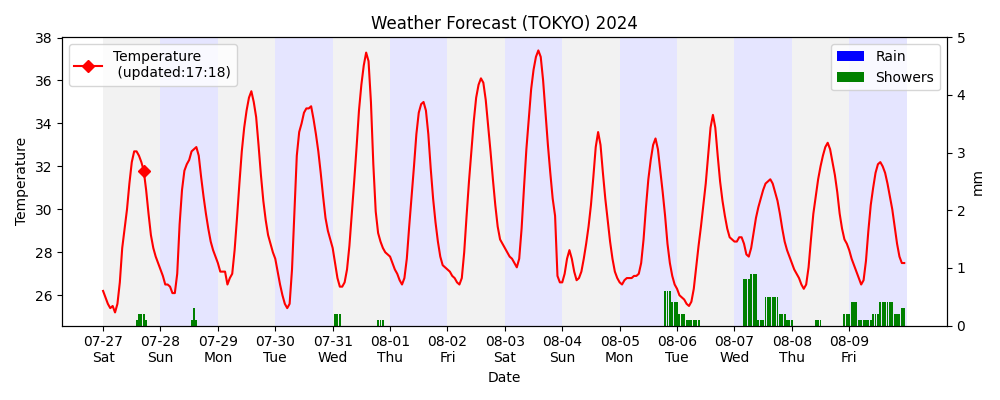 Weather Forecast (TOKYO) 2024
Temperature
(updated:17:18)
Rain
Showers
Temperature
38
36
34
32
30
28
26
5
4
3
2
1
0
mm
07-27 07-28 07-29 07-30 07-31 08-01 08-02 08-03 08-04 08-05 08-06 08-07 08-08 08-09
Sat Sun Mon Tue Wed Thu Fri Sat Sun Mon Tue Wed Thu Fri
Date